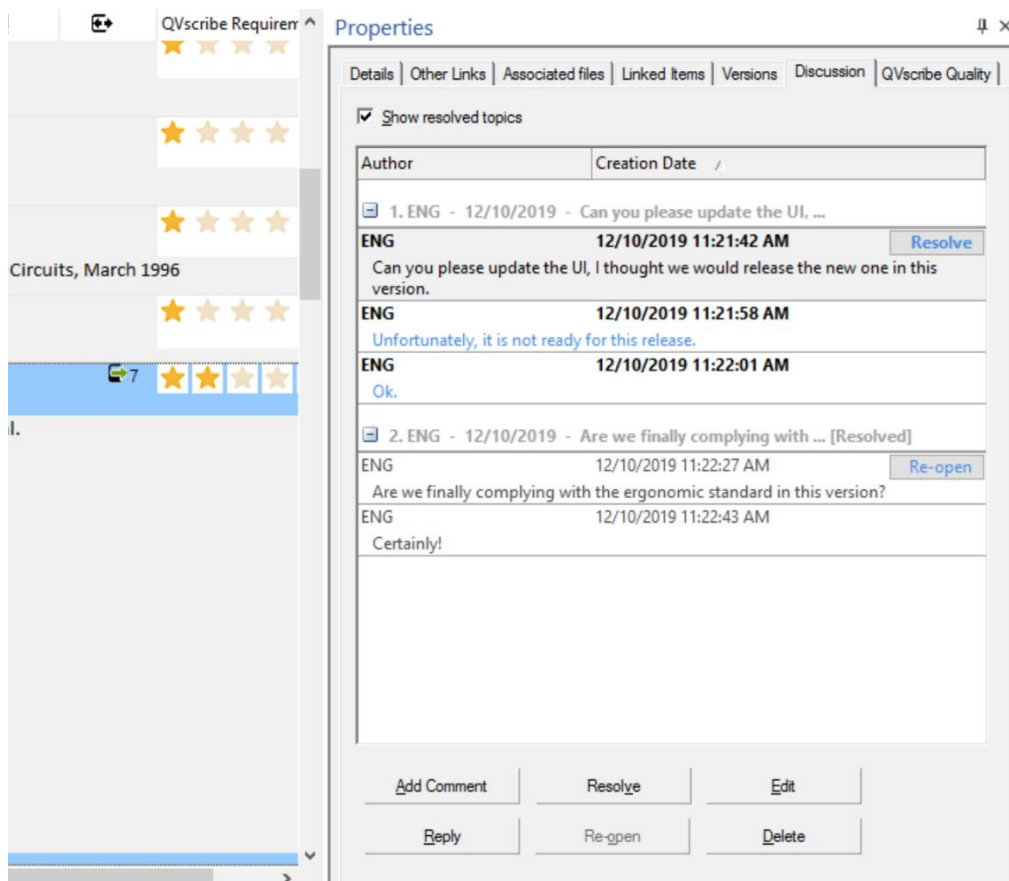 QVscribe Requirem
Circuits, March 1996
7
l.
Properties
Details
Other Links
Associated files
Linked Items
Versions
Discussion
QVscribe Quality
Show resolved topics
Author
Creation Date
1. ENG - 12/10/2019 - Can you please update the UI, ...
ENG 12/10/2019 11:21:42 AM Resolve
Can you please update the UI, I thought we would release the new one in this
version.
ENG 12/10/2019 11:21:58 AM
Unfortunately, it is not ready for this release.
ENG 12/10/2019 11:22:01 AM
Ok.
2. ENG - 12/10/2019 - Are we finally complying with ... [Resolved]
ENG 12/10/2019 11:22:27 AM Re-open
Are we finally complying with the ergonomic standard in this version?
ENG 12/10/2019 11:22:43 AM
Certainly!
Add Comment
Resolve
Edit
Reply
Re-open
Delete